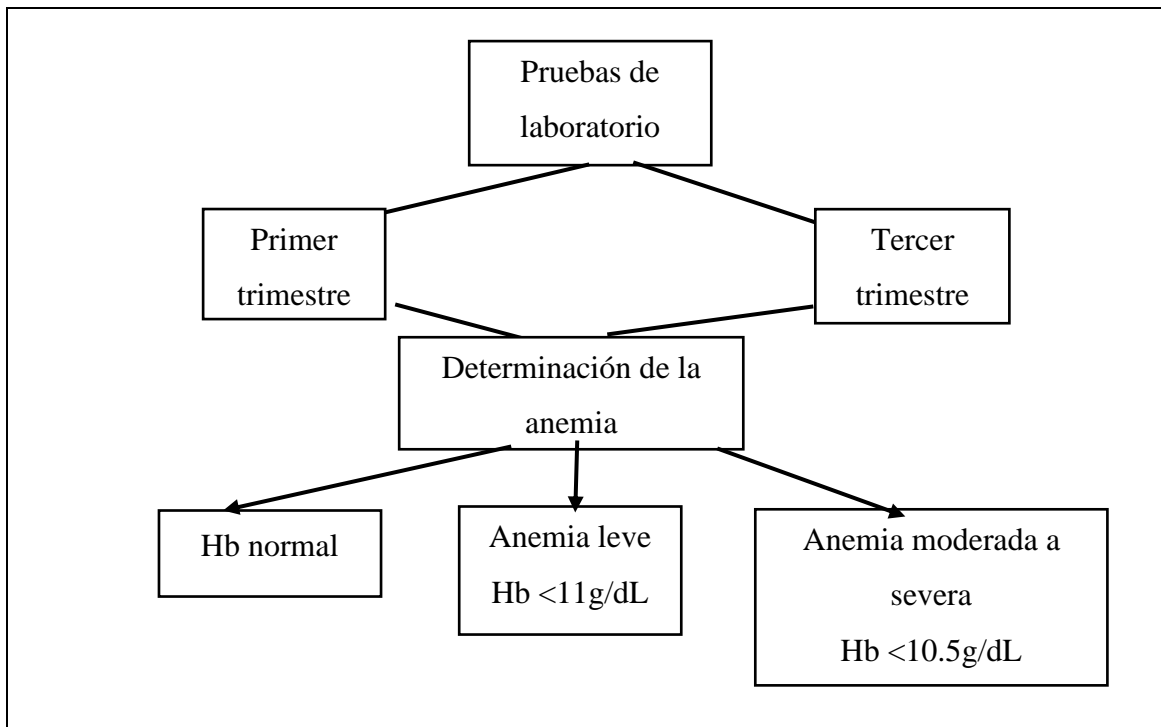 Pruebas de
laboratorio
Primer
trimestre
Tercer
trimestre
Determinación de la
anemia
Hb normal
Anemia leve
Hb <11g/dL
Anemia moderada a
severa
Hb <10.5g/dL